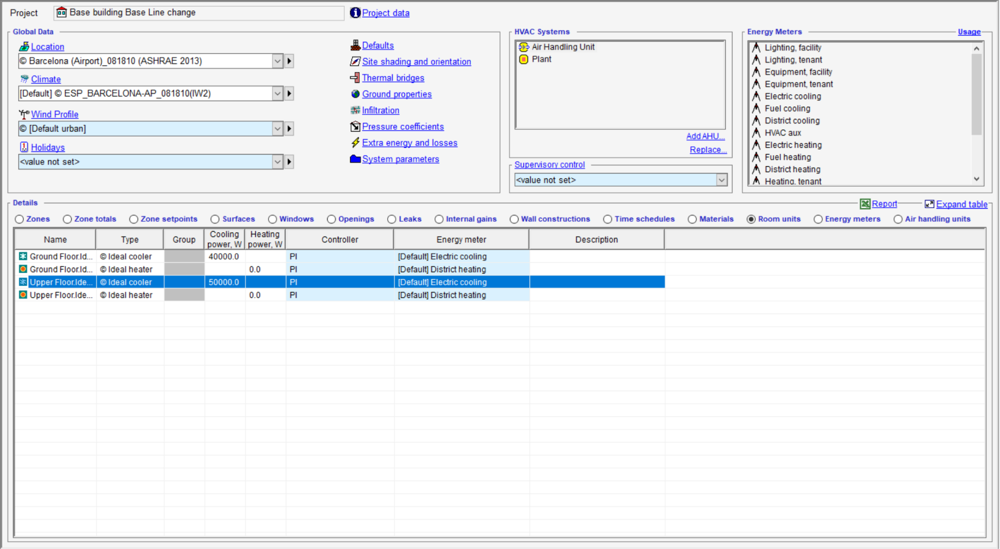 Project
Base building Base Line change
Project data
Global Data
Location
© Barcelona (Airport)_081810 (ASHRAE 2013)
Climate
[Default] © ESP_BARCELONA-AP_081810(IW2)
Wind Profile
© [Default urban]
Holidays
<value not set>
Defaults
Site shading and orientation
Thermal bridges
Ground properties
Infiltration
Pressure coefficients
Extra energy and losses
System parameters
HVAC Systems
Air Handling Unit
Plant
Add AHU...
Replace...
Supervisory control
<value not set>
Energy Meters
Usage
Lighting, facility
Lighting, tenant
Equipment, facility
Equipment, tenant
Electric cooling
Fuel cooling
District cooling
HVAC aux
Electric heating
Fuel heating
District heating
Heating, tenant
Details
Report
Expand table
Zones Zone totals Zone setpoints Surfaces Windows Openings Leaks Internal gains Wall constructions Time schedules Materials Room units Energy meters Air handling units
Name Type Group Cooling power, W Heating power, W Controller Energy meter Description
Ground Floor.Id... © Ideal cooler 40000.0 PI [Default] Electric cooling
Ground Floor.Id... © Ideal heater 0.0 PI [Default] District heating
Upper Floor.Ide... © Ideal cooler 50000.0 PI [Default] Electric cooling
Upper Floor.Ide... © Ideal heater 0.0 PI [Default] District heating